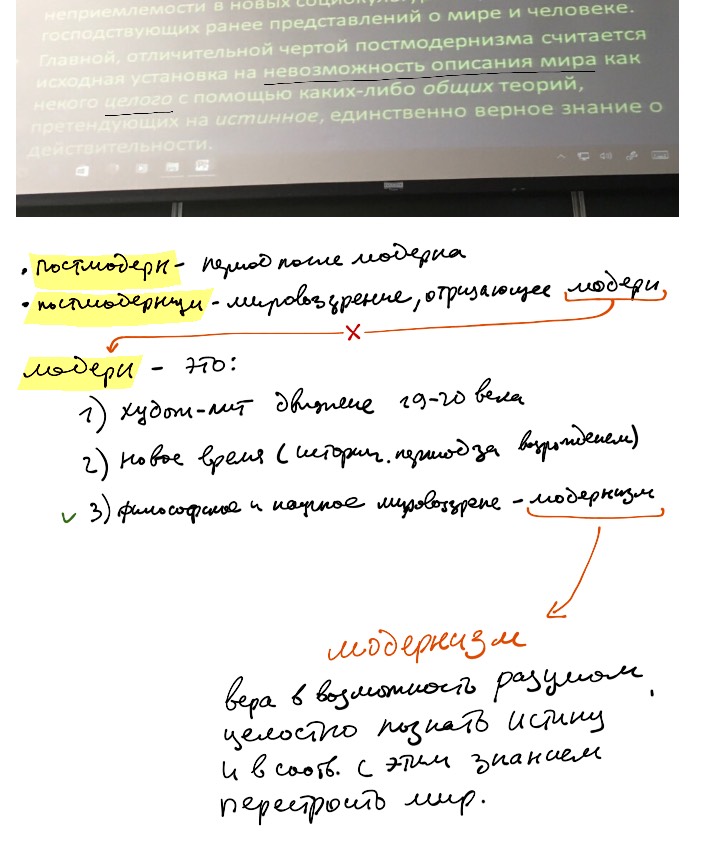 неприемлемости в новых социокульту
господствующих ранее представлений о мире и человеке.
Главной, отличительной чертой постмодернизма считается
исходная установка на невозможность описания мира как
некого целого с помощью каких-либо общих теорий,
претендующих на истинное, единственно верное знание о
действительности.
• постмодерн - период после модерна
• постмодернизм - мировоззрение, отрицающее модерн
X
модерн - это:
1) худож-лит движение 19-20 века
2) новое время (историч. период за возрождением)
✓ 3) философское и научное мировоззрение - модернизм
модернизм
вера в возможность разумом,
целостно познать истину
и в соотв. с этим знанием
перестроить мир.